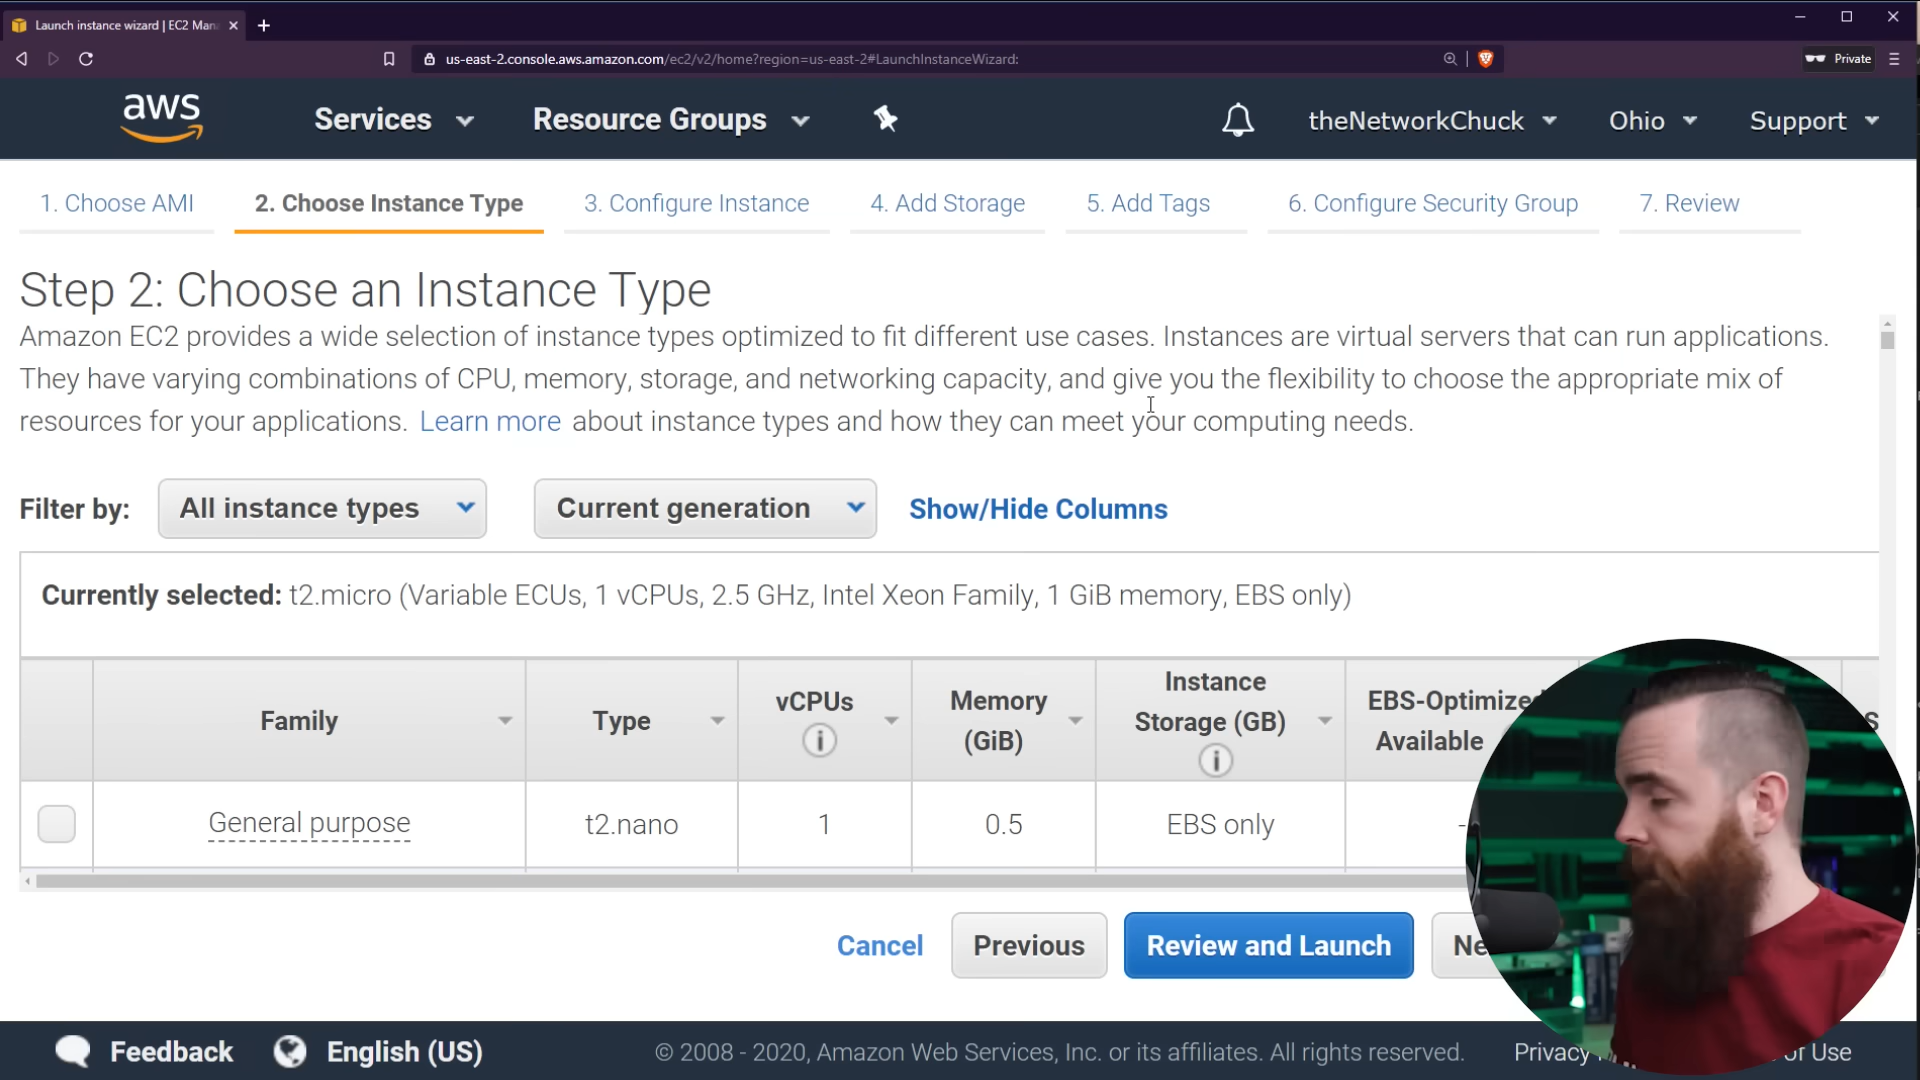 Launch instance wizard | EC2 Man
us-east-2.console.aws.amazon.com/ec2/v2/home?region=us-east-2#LaunchInstanceWizard:
Private
aws
Services
Resource Groups
theNetworkChuck
Ohio
Support
1. Choose AMI
2. Choose Instance Type
3. Configure Instance
4. Add Storage
5. Add Tags
6. Configure Security Group
7. Review
Step 2: Choose an Instance Type
Amazon EC2 provides a wide selection of instance types optimized to fit different use cases. Instances are virtual servers that can run applications.
They have varying combinations of CPU, memory, storage, and networking capacity, and give you the flexibility to choose the appropriate mix of
resources for your applications. Learn more about instance types and how they can meet your computing needs.
Filter by:
All instance types
Current generation
Show/Hide Columns
Currently selected: t2.micro (Variable ECUs, 1 vCPUs, 2.5 GHz, Intel Xeon Family, 1 GiB memory, EBS only)
Family
Type
vCPUs
Memory
(GiB)
Instance
Storage (GB)
EBS-Optimized
Available
General purpose
t2.nano
1
0.5
EBS only
-
Cancel
Previous
Review and Launch
Ne
Feedback
English (US)
© 2008 - 2020, Amazon Web Services, Inc. or its affiliates. All rights reserved.
Privacy
Use